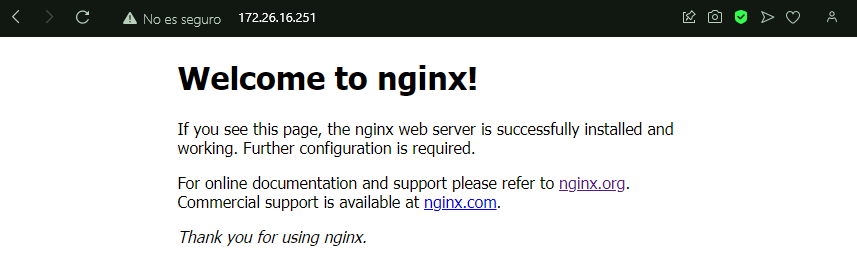 No es seguro 172.26.16.251
Welcome to nginx!
If you see this page, the nginx web server is successfully installed and
working. Further configuration is required.
For online documentation and support please refer to nginx.org.
Commercial support is available at nginx.com.
Thank you for using nginx.